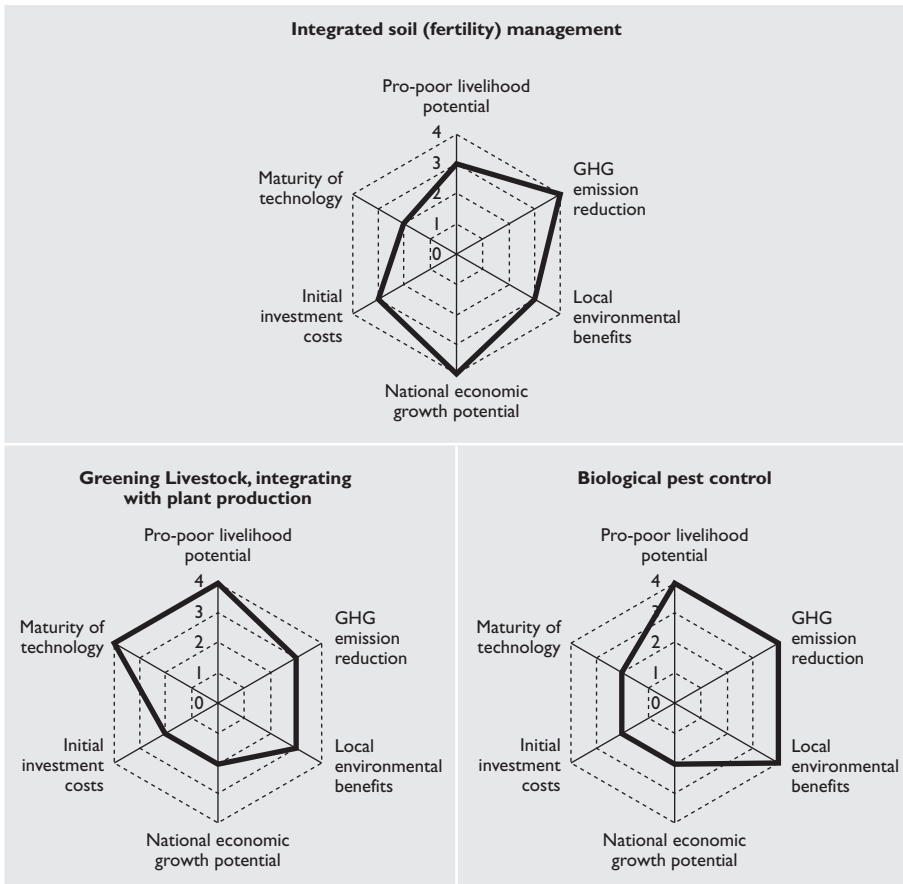 Integrated soil (fertility) management
Pro-poor livelihood
potential
4
3
2
1
0
GHG
emission
reduction
Local
environmental
benefits
National economic
growth potential
Initial
investment
costs
Maturity of
technology
Greening Livestock, integrating
with plant production
Pro-poor livelihood
potential
4
3
2
1
0
GHG
emission
reduction
Local
environmental
benefits
National economic
growth potential
Initial
investment
costs
Maturity of
technology
Biological pest control
Pro-poor livelihood
potential
4
3
2
1
0
GHG
emission
reduction
Local
environmental
benefits
National economic
growth potential
Initial
investment
costs
Maturity of
technology